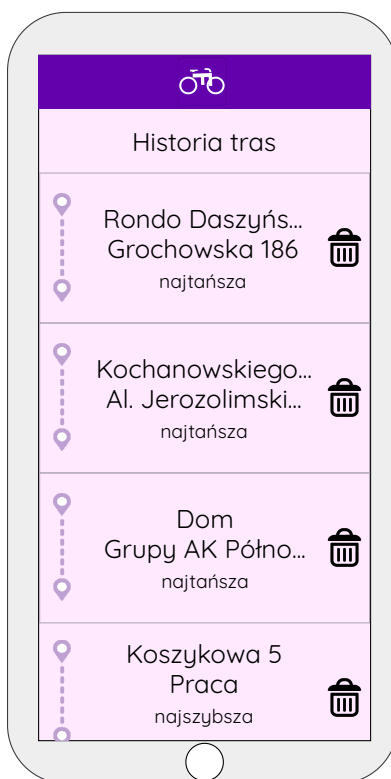 Historia tras
Rondo Daszyńs...
Grochowska 186
najtańsza
Kochanowskiego...
Al. Jerozolimski...
najtańsza
Dom
Grupy AK Półno...
najtańsza
Koszykowa 5
Praca
najszybsza